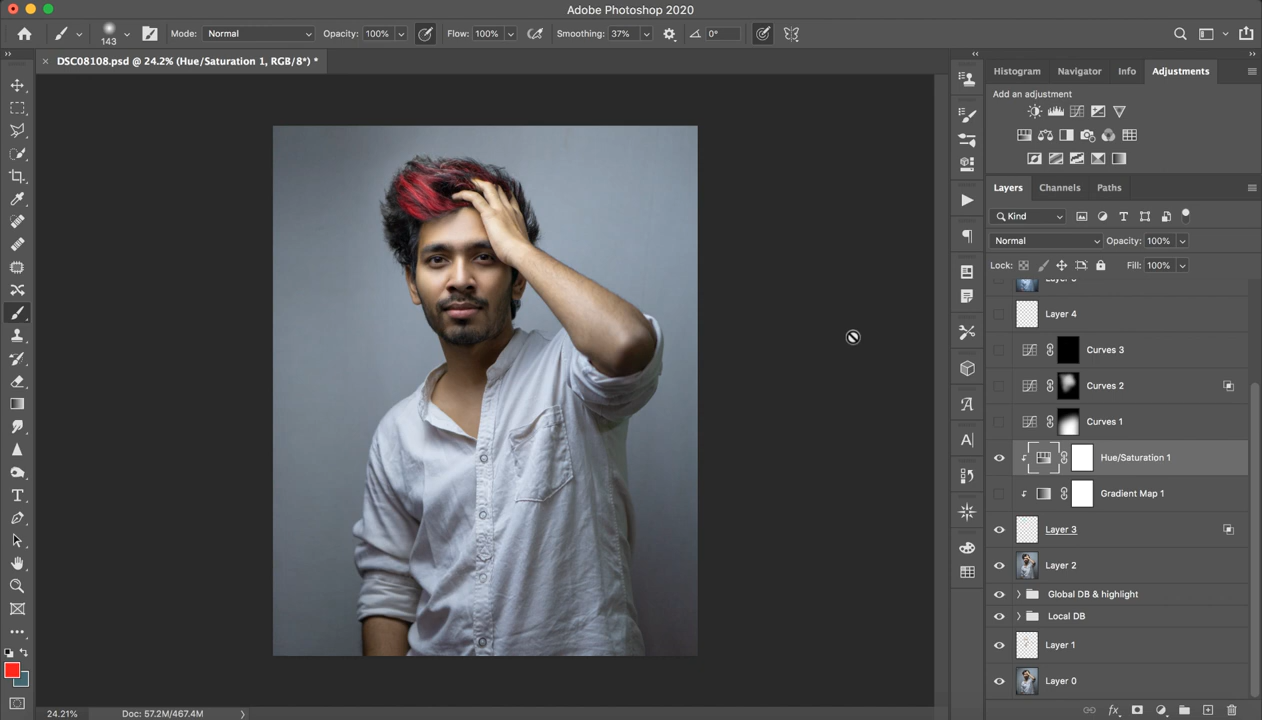 Adobe Photoshop 2020
143
Mode: Normal
Opacity: 100%
Flow: 100%
Smoothing: 37%
0°
DSC08108.psd @ 24.2% (Hue/Saturation 1, RGB/8*) *
Histogram
Navigator
Info
Adjustments
Add an adjustment
Layers
Channels
Paths
Kind
Normal
Opacity: 100%
Lock:
Fill: 100%
Layer 4
Curves 3
Curves 2
Curves 1
Hue/Saturation 1
Gradient Map 1
Layer 3
Layer 2
Global DB & highlight
Local DB
Layer 1
Layer 0
24.21%
Doc: 57.2M/467.4M